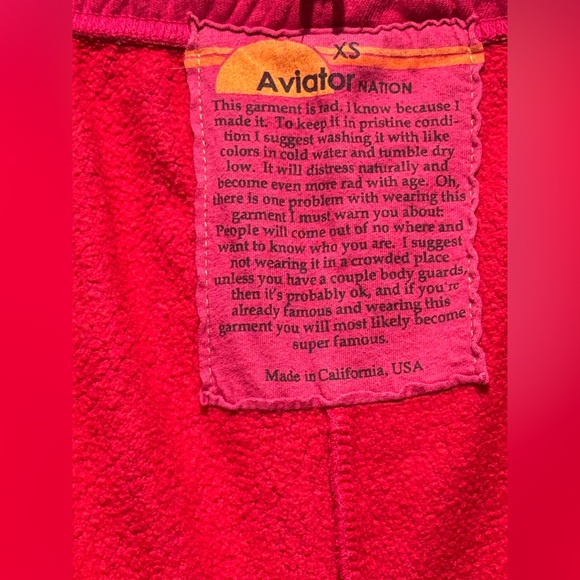 XS
Aviator NATION
This garment is rad, i know because I
made it. To keep it in pristine condi-
tion I suggest washing it with like
colors in cold water and tumble dry
low. It will distress naturally and
become even more rad with age. Oh,
there is one problem with wearing this
garment I must warn you about:
People will come out of no where and
want to know who you are. I suggest
not wearing it in a crowded place
unless you have a couple body guards,
then it's probably ok, and if you're
already famous and wearing this
garment you will most likely become
super famous.
Made in California, USA